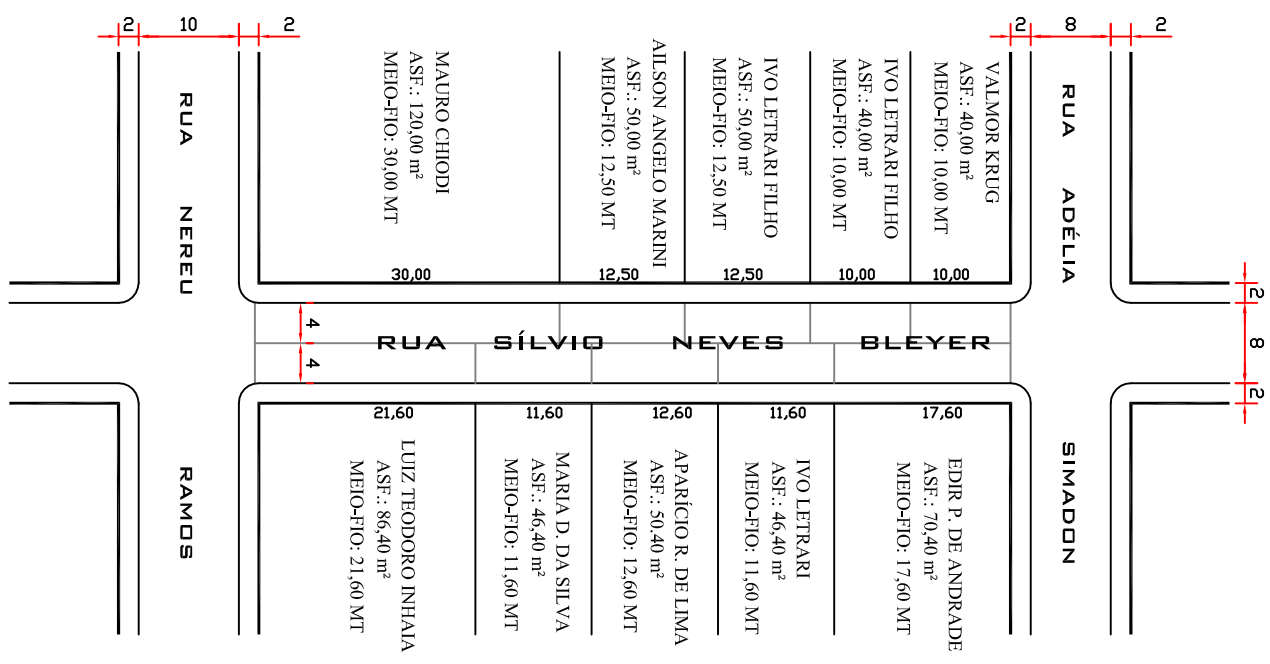 2 10 2 2 8 2
MAURO CHIODI
ASF.: 120,00 m²
MEIO-FIO: 30,00 MT
AILSON ANGELO MARINI
ASF.: 50,00 m²
MEIO-FIO: 12,50 MT
IVO LETRARI FILHO
ASF.: 50,00 m²
MEIO-FIO: 12,50 MT
IVO LETRARI FILHO
ASF.: 40,00 m²
MEIO-FIO: 10,00 MT
VALMOR KRUG
ASF.: 40,00 m²
MEIO-FIO: 10,00 MT
RUA NEREU RAMOS
RUA ADÉLIA SIMADON
30,00 12,50 12,50 10,00 10,00
2
8
2
4
4
RUA SÍLVIO NEVES BLEYER
21,60 11,60 12,60 11,60 17,60
LUIZ TEODORO INHAIA
ASF.: 86,40 m²
MEIO-FIO: 21,60 MT
MARIA D. DA SILVA
ASF.: 46,40 m²
MEIO-FIO: 11,60 MT
APARÍCIO R. DE LIMA
ASF.: 50.40 m²
MEIO-FIO: 12,60 MT
IVO LETRARI
ASF.: 46,40 m²
MEIO-FIO: 11,60 MT
EDIR P. DE ANDRADE
ASF.: 70,40 m²
MEIO-FIO: 17,60 MT